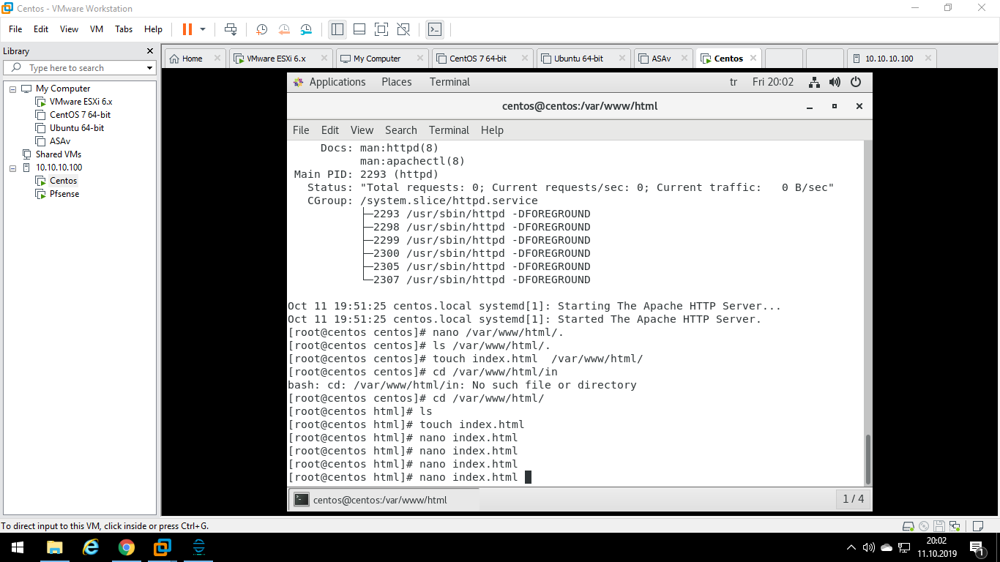 Centos - VMware Workstation
File Edit View VM Tabs Help
Library
Type here to search
My Computer
VMware ESXi 6.x
CentOS 7 64-bit
Ubuntu 64-bit
ASAv
Shared VMs
10.10.10.100
Centos
Pfsense
Home VMware ESXi 6.x My Computer CentOS 7 64-bit Ubuntu 64-bit ASAv Centos 10.10.10.100
Applications Places Terminal tr Fri 20:02
centos@centos:/var/www/html
File Edit View Search Terminal Help
Docs: man:httpd(8)
man:apachectl(8)
Main PID: 2293 (httpd)
Status: "Total requests: 0; Current requests/sec: 0; Current traffic:   0 B/sec"
CGroup: /system.slice/httpd.service
├─2293 /usr/sbin/httpd -DFOREGROUND
├─2298 /usr/sbin/httpd -DFOREGROUND
├─2299 /usr/sbin/httpd -DFOREGROUND
├─2300 /usr/sbin/httpd -DFOREGROUND
├─2305 /usr/sbin/httpd -DFOREGROUND
└─2307 /usr/sbin/httpd -DFOREGROUND
Oct 11 19:51:25 centos.local systemd[1]: Starting The Apache HTTP Server...
Oct 11 19:51:25 centos.local systemd[1]: Started The Apache HTTP Server.
[root@centos centos]# nano /var/www/html/.
[root@centos centos]# ls /var/www/html/.
[root@centos centos]# touch index.html  /var/www/html/
[root@centos centos]# cd /var/www/html/in
bash: cd: /var/www/html/in: No such file or directory
[root@centos centos]# cd /var/www/html/
[root@centos html]# ls
[root@centos html]# touch index.html
[root@centos html]# nano index.html
[root@centos html]# nano index.html
[root@centos html]# nano index.html
[root@centos html]# nano index.html
centos@centos:/var/www/html 1 / 4
To direct input to this VM, click inside or press Ctrl+G.
20:02
11.10.2019
1